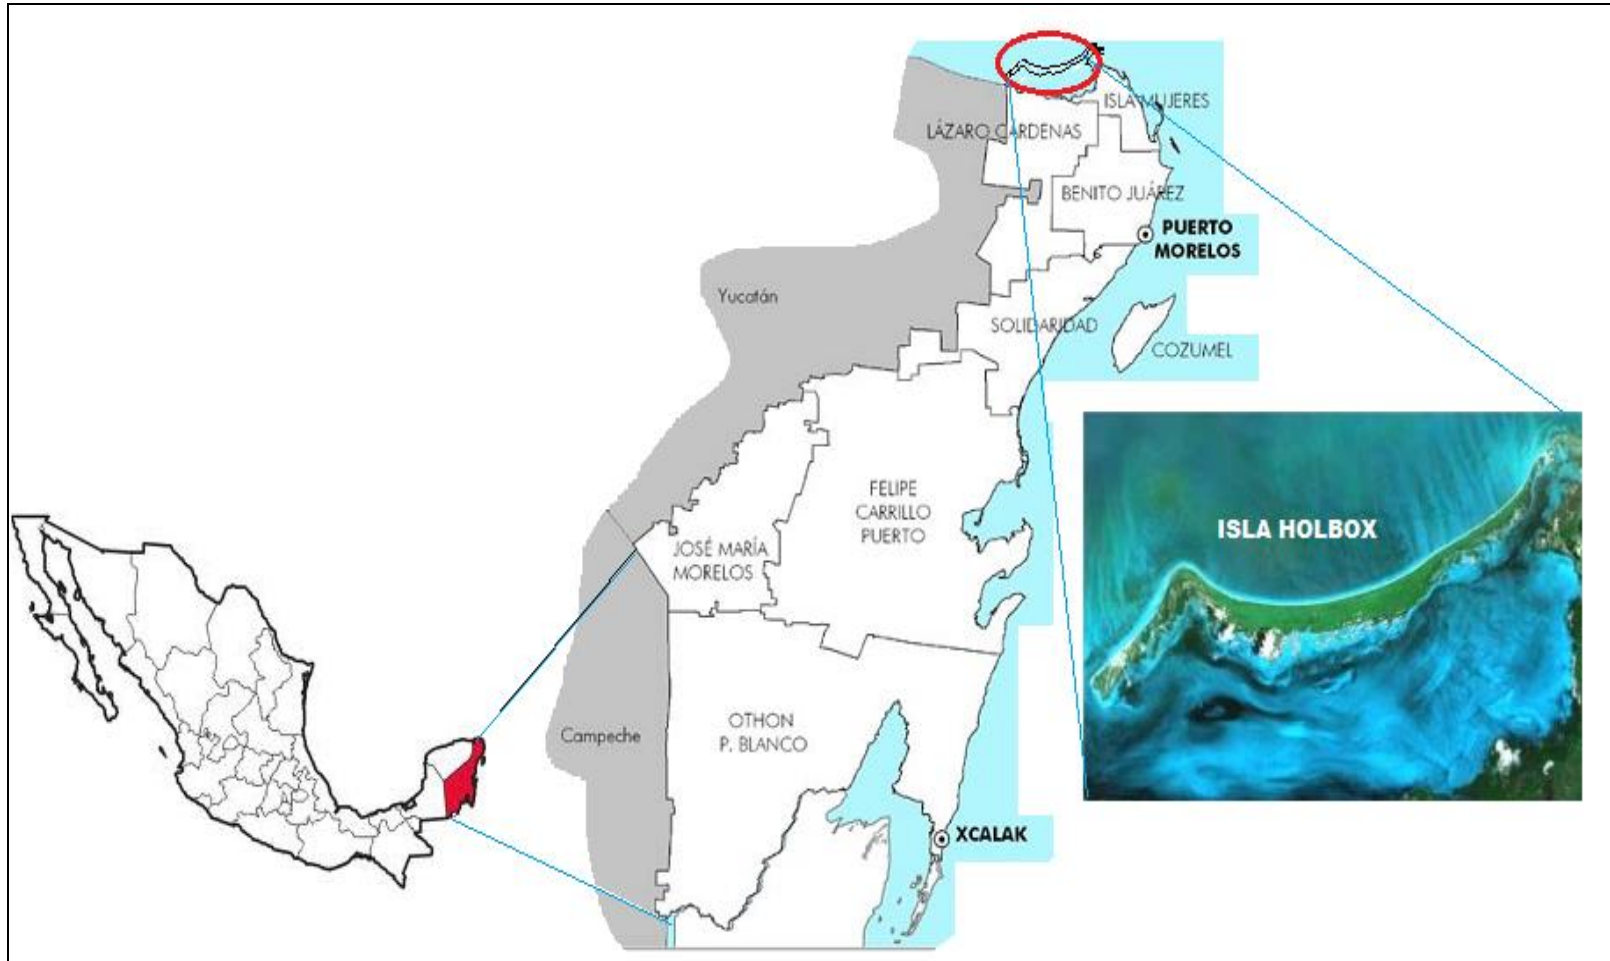 ISLA MUJERES
LÁZARO CARDENAS
BENITO JUÁREZ
PUERTO
MORELOS
Yucatán
SOLIDARIDAD
COZUMEL
FELIPE
CARRILLO
PUERTO
ISLA HOLBOX
JOSÉ MARÍA
MORELOS
OTHON
P. BLANCO
Campeche
XCALAK